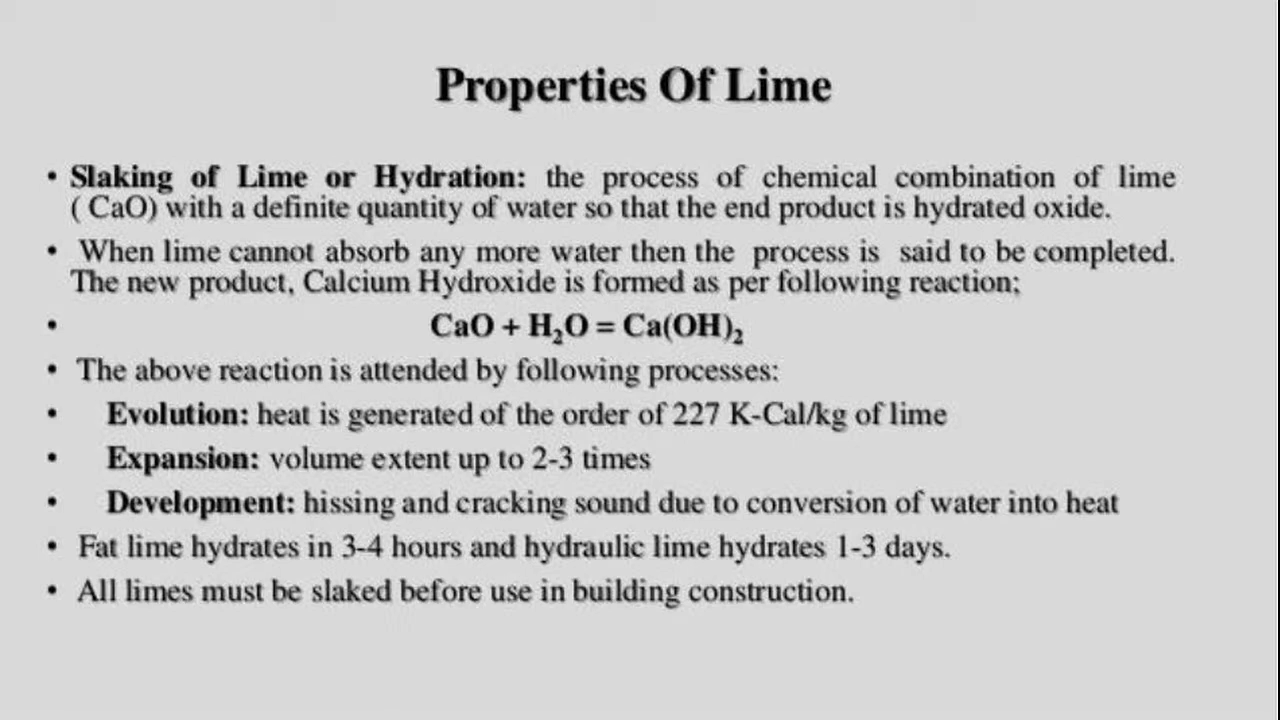 Properties Of Lime
• Slaking of Lime or Hydration: the process of chemical combination of lime
( CaO) with a definite quantity of water so that the end product is hydrated oxide.
• When lime cannot absorb any more water then the process is said to be completed.
The new product, Calcium Hydroxide is formed as per following reaction;
• CaO + H₂O = Ca(OH)₂
• The above reaction is attended by following processes:
• Evolution: heat is generated of the order of 227 K-Cal/kg of lime
• Expansion: volume extent up to 2-3 times
• Development: hissing and cracking sound due to conversion of water into heat
• Fat lime hydrates in 3-4 hours and hydraulic lime hydrates 1-3 days.
• All limes must be slaked before use in building construction.